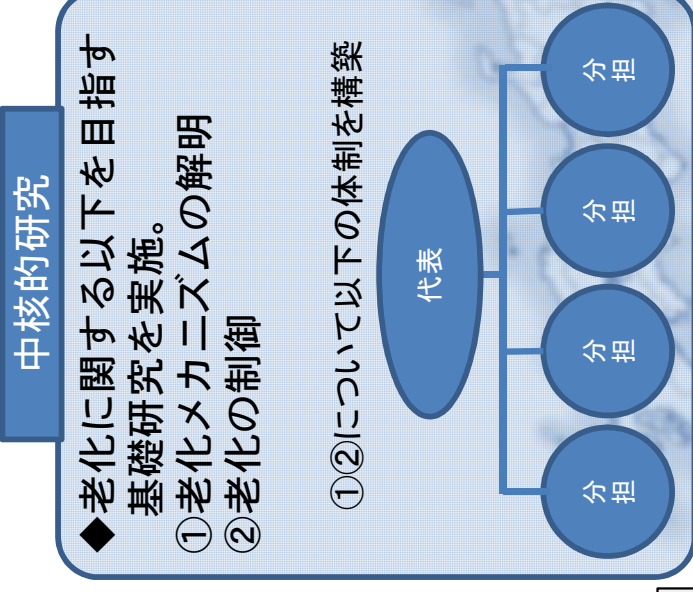 中核的研究
◆老化に関する以下を目指す
基礎研究を実施。
①老化メカニズムの解明
②老化の制御
①②について以下の体制を構築
代表
分担
分担
分担
分担